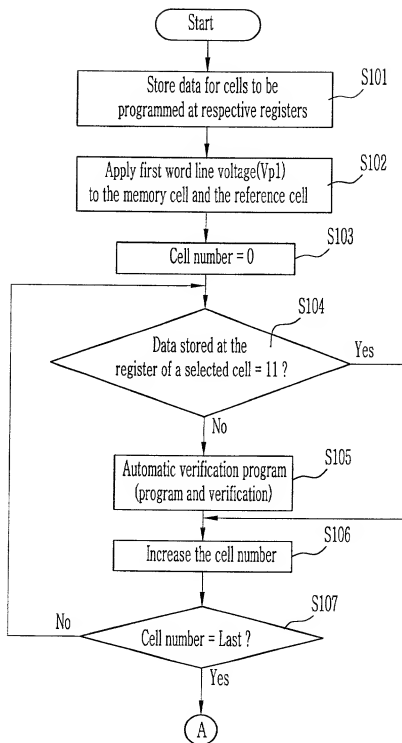 Start
Store data for cells to be
programmed at respective registers
S101
Apply first word line voltage(Vp1)
to the memory cell and the reference cell
S102
Cell number = 0
S103
Data stored at the
register of a selected cell = 11 ?
S104
Yes
No
Automatic verification program
(program and verification)
S105
Increase the cell number
S106
Cell number = Last ?
S107
No
Yes
A